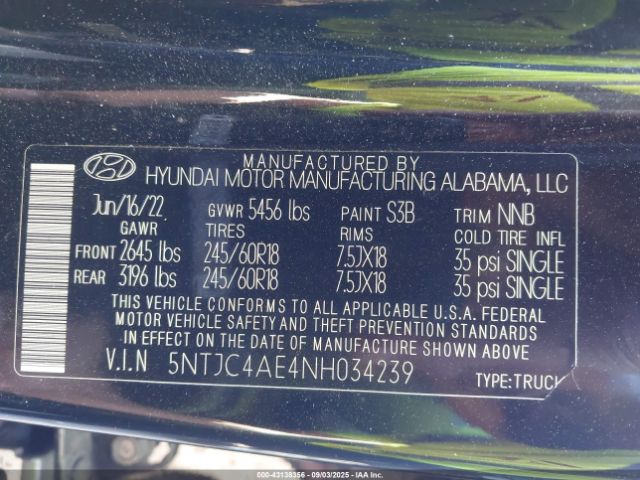 MANUFACTURED BY
HYUNDAI MOTOR MANUFACTURING ALABAMA, LLC
Jun/16/22 GVWR 5456 lbs PAINT S3B TRIM NNB
GAWR TIRES RIMS COLD TIRE INFL
FRONT 2645 lbs 245/60R18 7.5JX18 35 psi SINGLE
REAR 3196 lbs 245/60R18 7.5JX18 35 psi SINGLE
THIS VEHICLE CONFORMS TO ALL APPLICABLE U.S.A. FEDERAL
MOTOR VEHICLE SAFETY AND THEFT PREVENTION STANDARDS
IN EFFECT ON THE DATE OF MANUFACTURE SHOWN ABOVE
V.I.N 5NTJC4AE4NH034239 TYPE:TRUCK
000-43138356 - 09/03/2025 - IAAI.COM